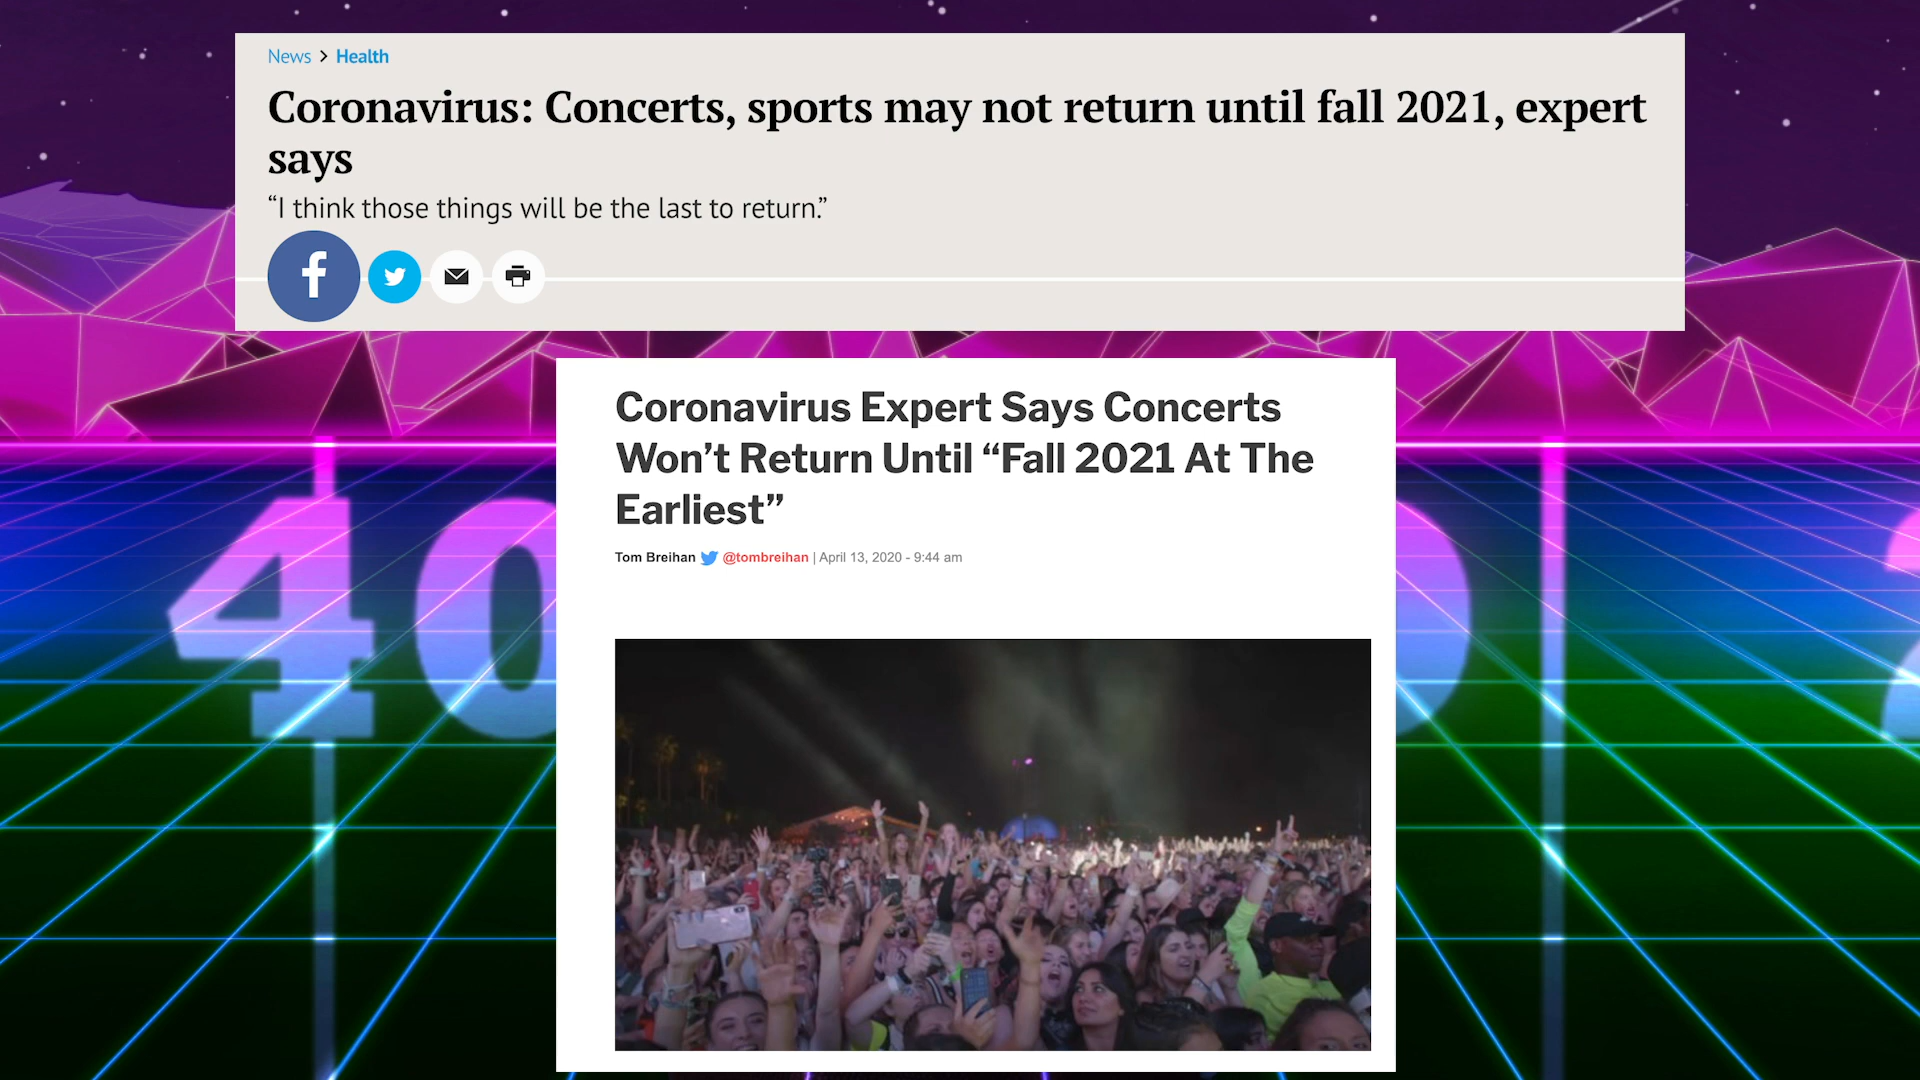 News > Health
Coronavirus: Concerts, sports may not return until fall 2021, expert
says
“I think those things will be the last to return.”
Coronavirus Expert Says Concerts
Won’t Return Until “Fall 2021 At The
Earliest”
Tom Breihan @tombreihan | April 13, 2020 - 9:44 am
40